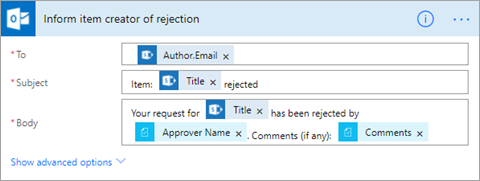 Inform item creator of rejection
* To Author.Email x
* Subject Item: Title x rejected
Your request for Title x has been rejected by
* Body
Approver Name x . Comments (if any): Comments x
Show advanced options